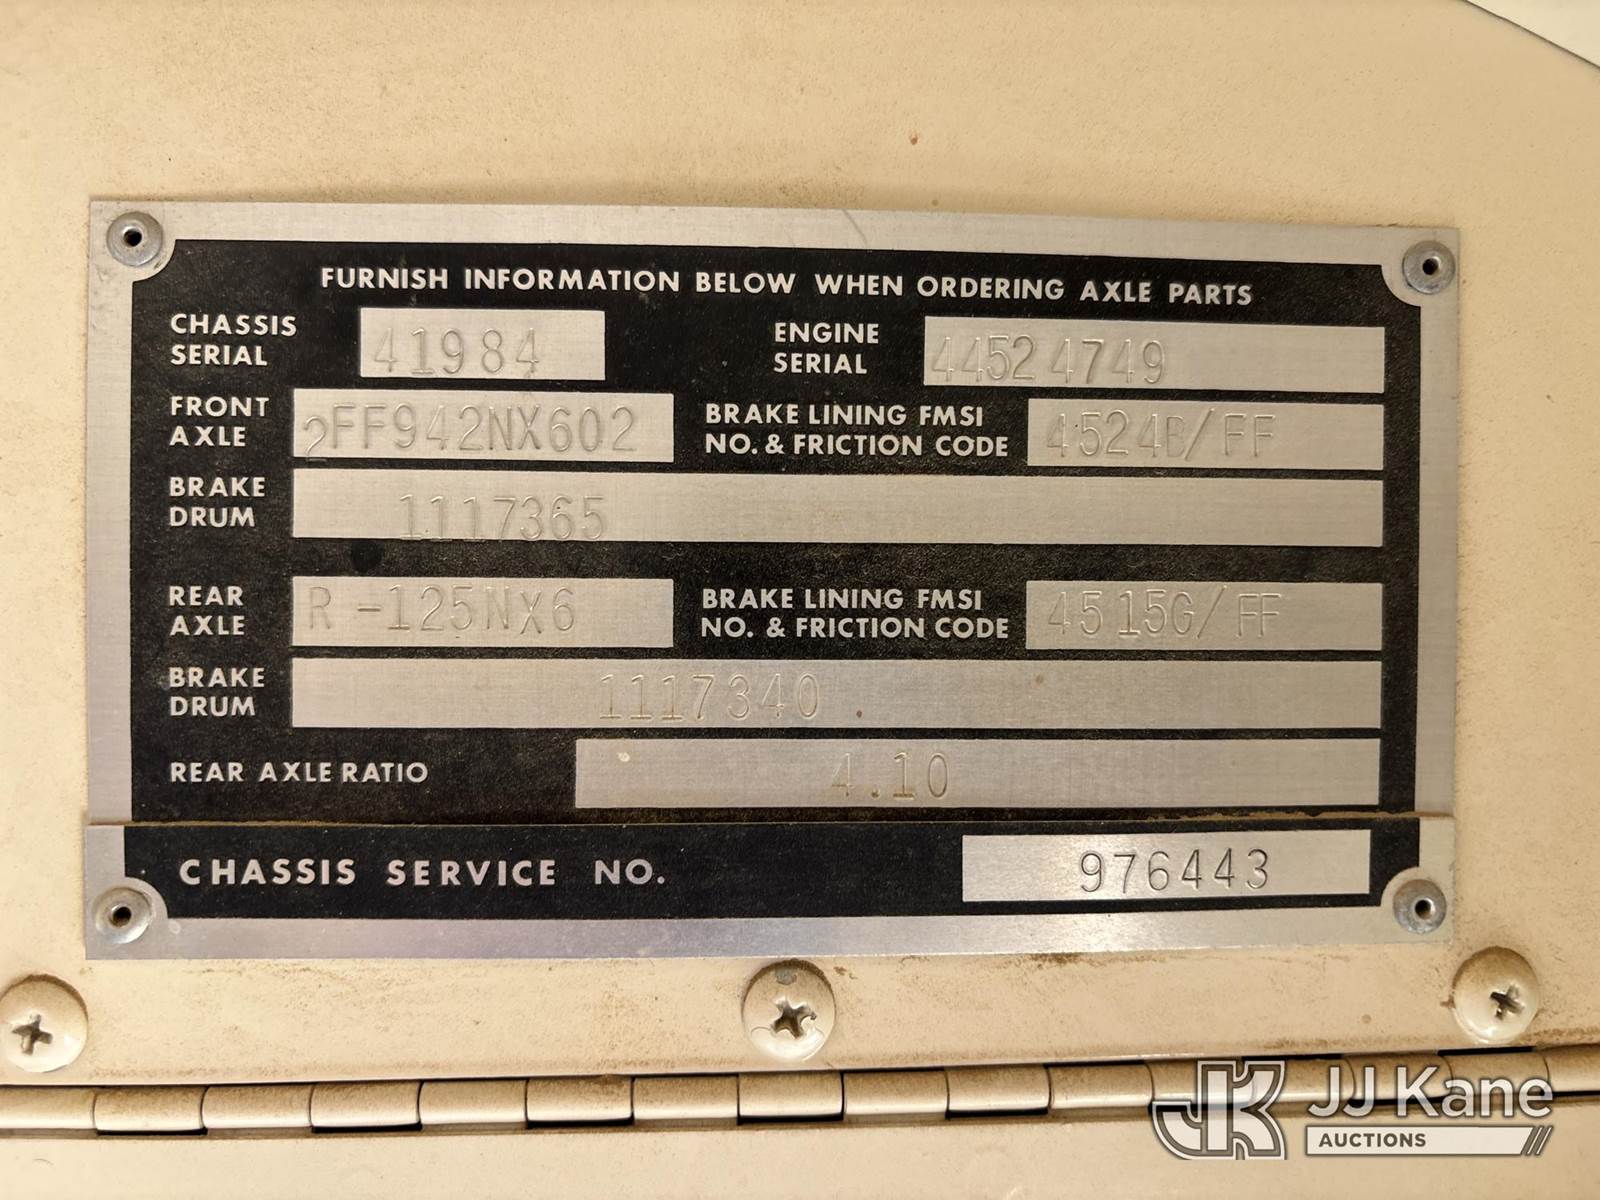 FURNISH INFORMATION BELOW WHEN ORDERING AXLE PARTS
CHASSIS SERIAL 41984 ENGINE SERIAL 44524749
FRONT AXLE 2FF942NX602 BRAKE LINING FMSI NO. & FRICTION CODE 4524B/FF
BRAKE DRUM 1117365
REAR AXLE R-125NX6 BRAKE LINING FMSI NO. & FRICTION CODE 4515G/FF
BRAKE DRUM 1117340
REAR AXLE RATIO 4.10
CHASSIS SERVICE NO. 976443
JK JJ Kane
AUCTIONS